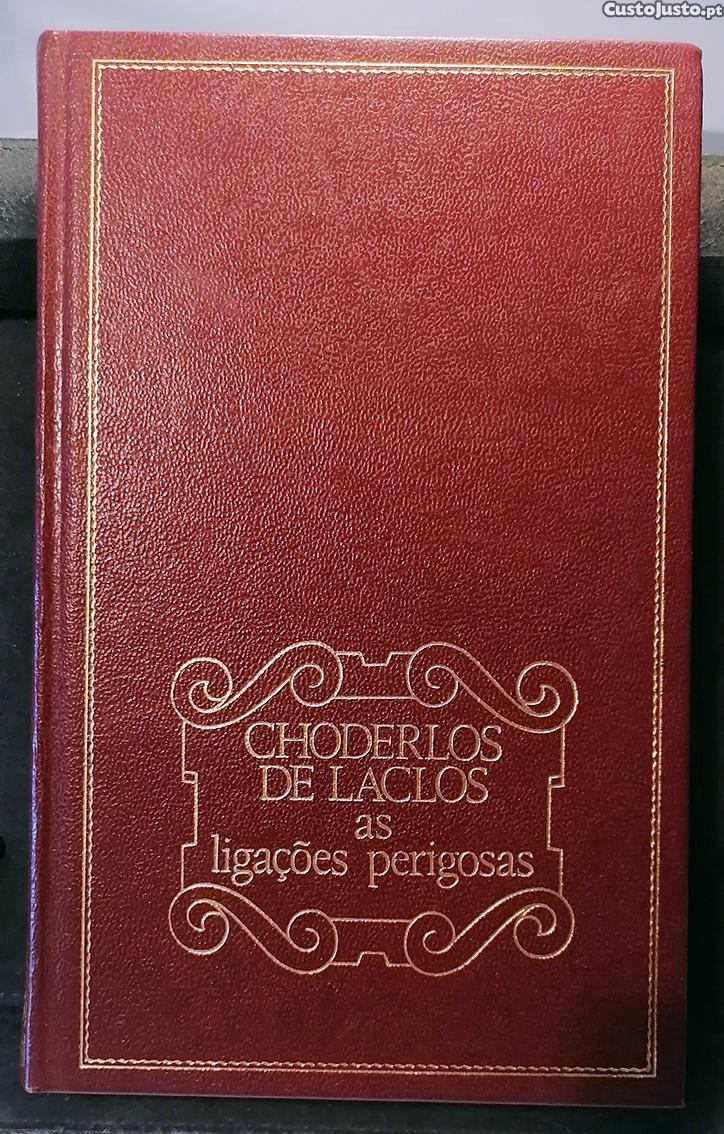 CustoJusto.pt
CHODERLOS
DE LACLOS
as
ligações perigosas